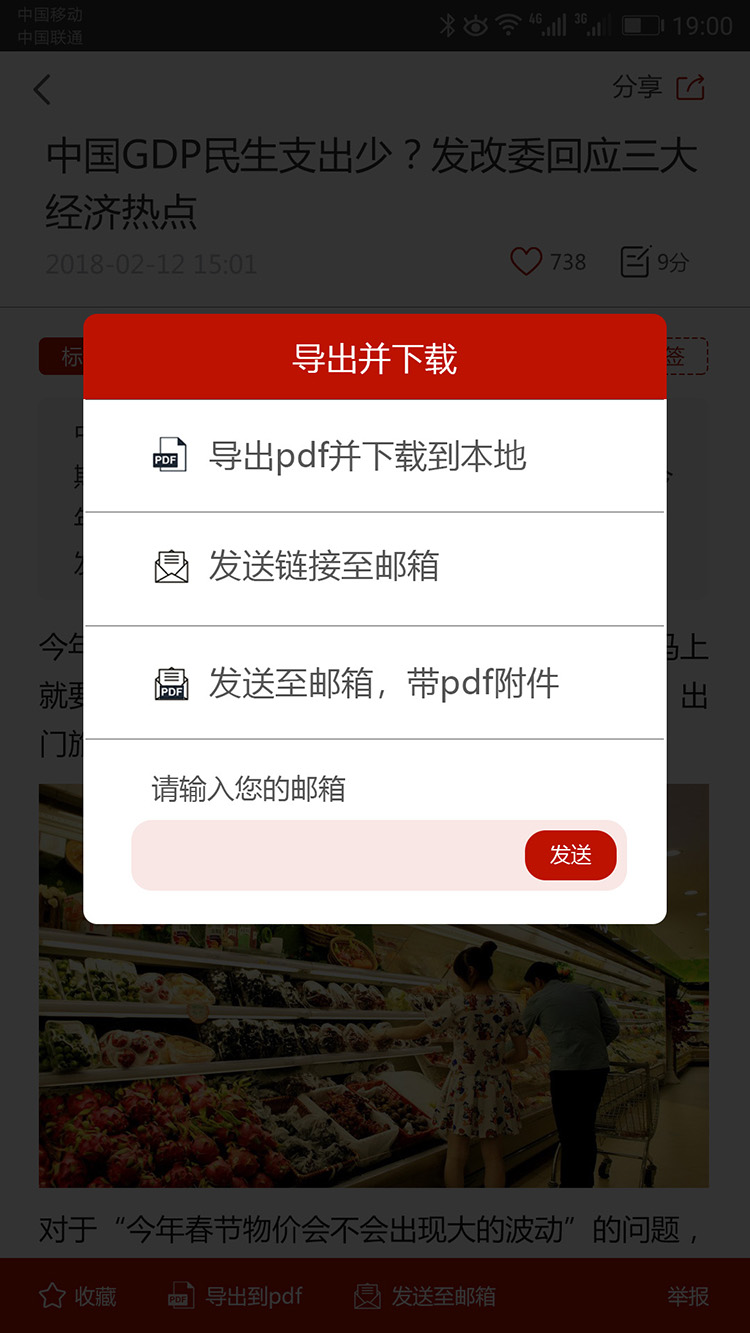 中国移动
中国联通
4G 3G 19:00
分享
中国GDP民生支出少？发改委回应三大
经济热点
2018-02-12 15:01
738
9分
标
签
导出并下载
PDF 导出pdf并下载到本地
发送链接至邮箱
PDF 发送至邮箱，带pdf附件
今年
马上
就要
出
门旅
请输入您的邮箱
发送
对于“今年春节物价会不会出现大的波动”的问题，
收藏
PDF 导出到pdf
发送至邮箱
举报